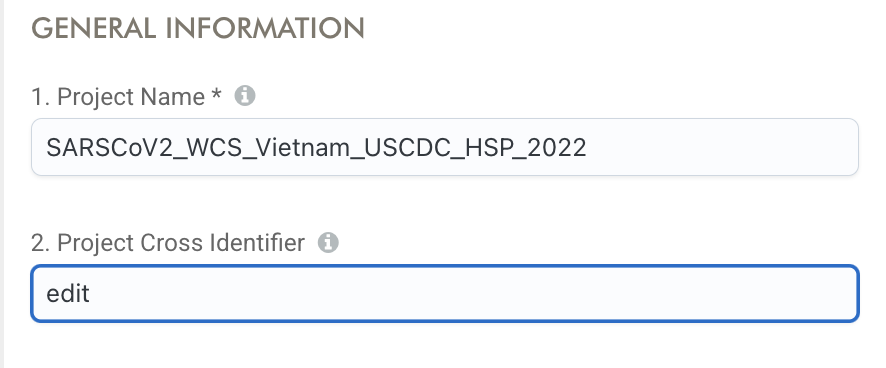 GENERAL INFORMATION
1. Project Name *
SARSCoV2_WCS_Vietnam_USCDC_HSP_2022
2. Project Cross Identifier
edit